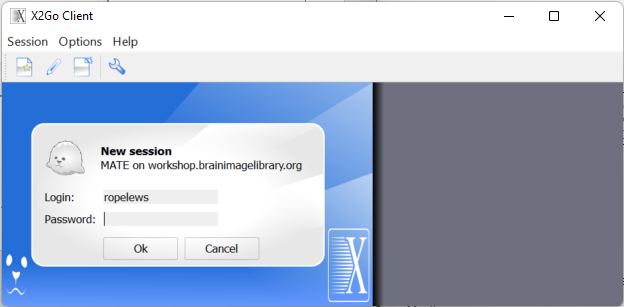 X2Go Client
Session Options Help
New session
MATE on workshop.brainimagelibrary.org
Login: ropelews
Password:
Ok Cancel
X